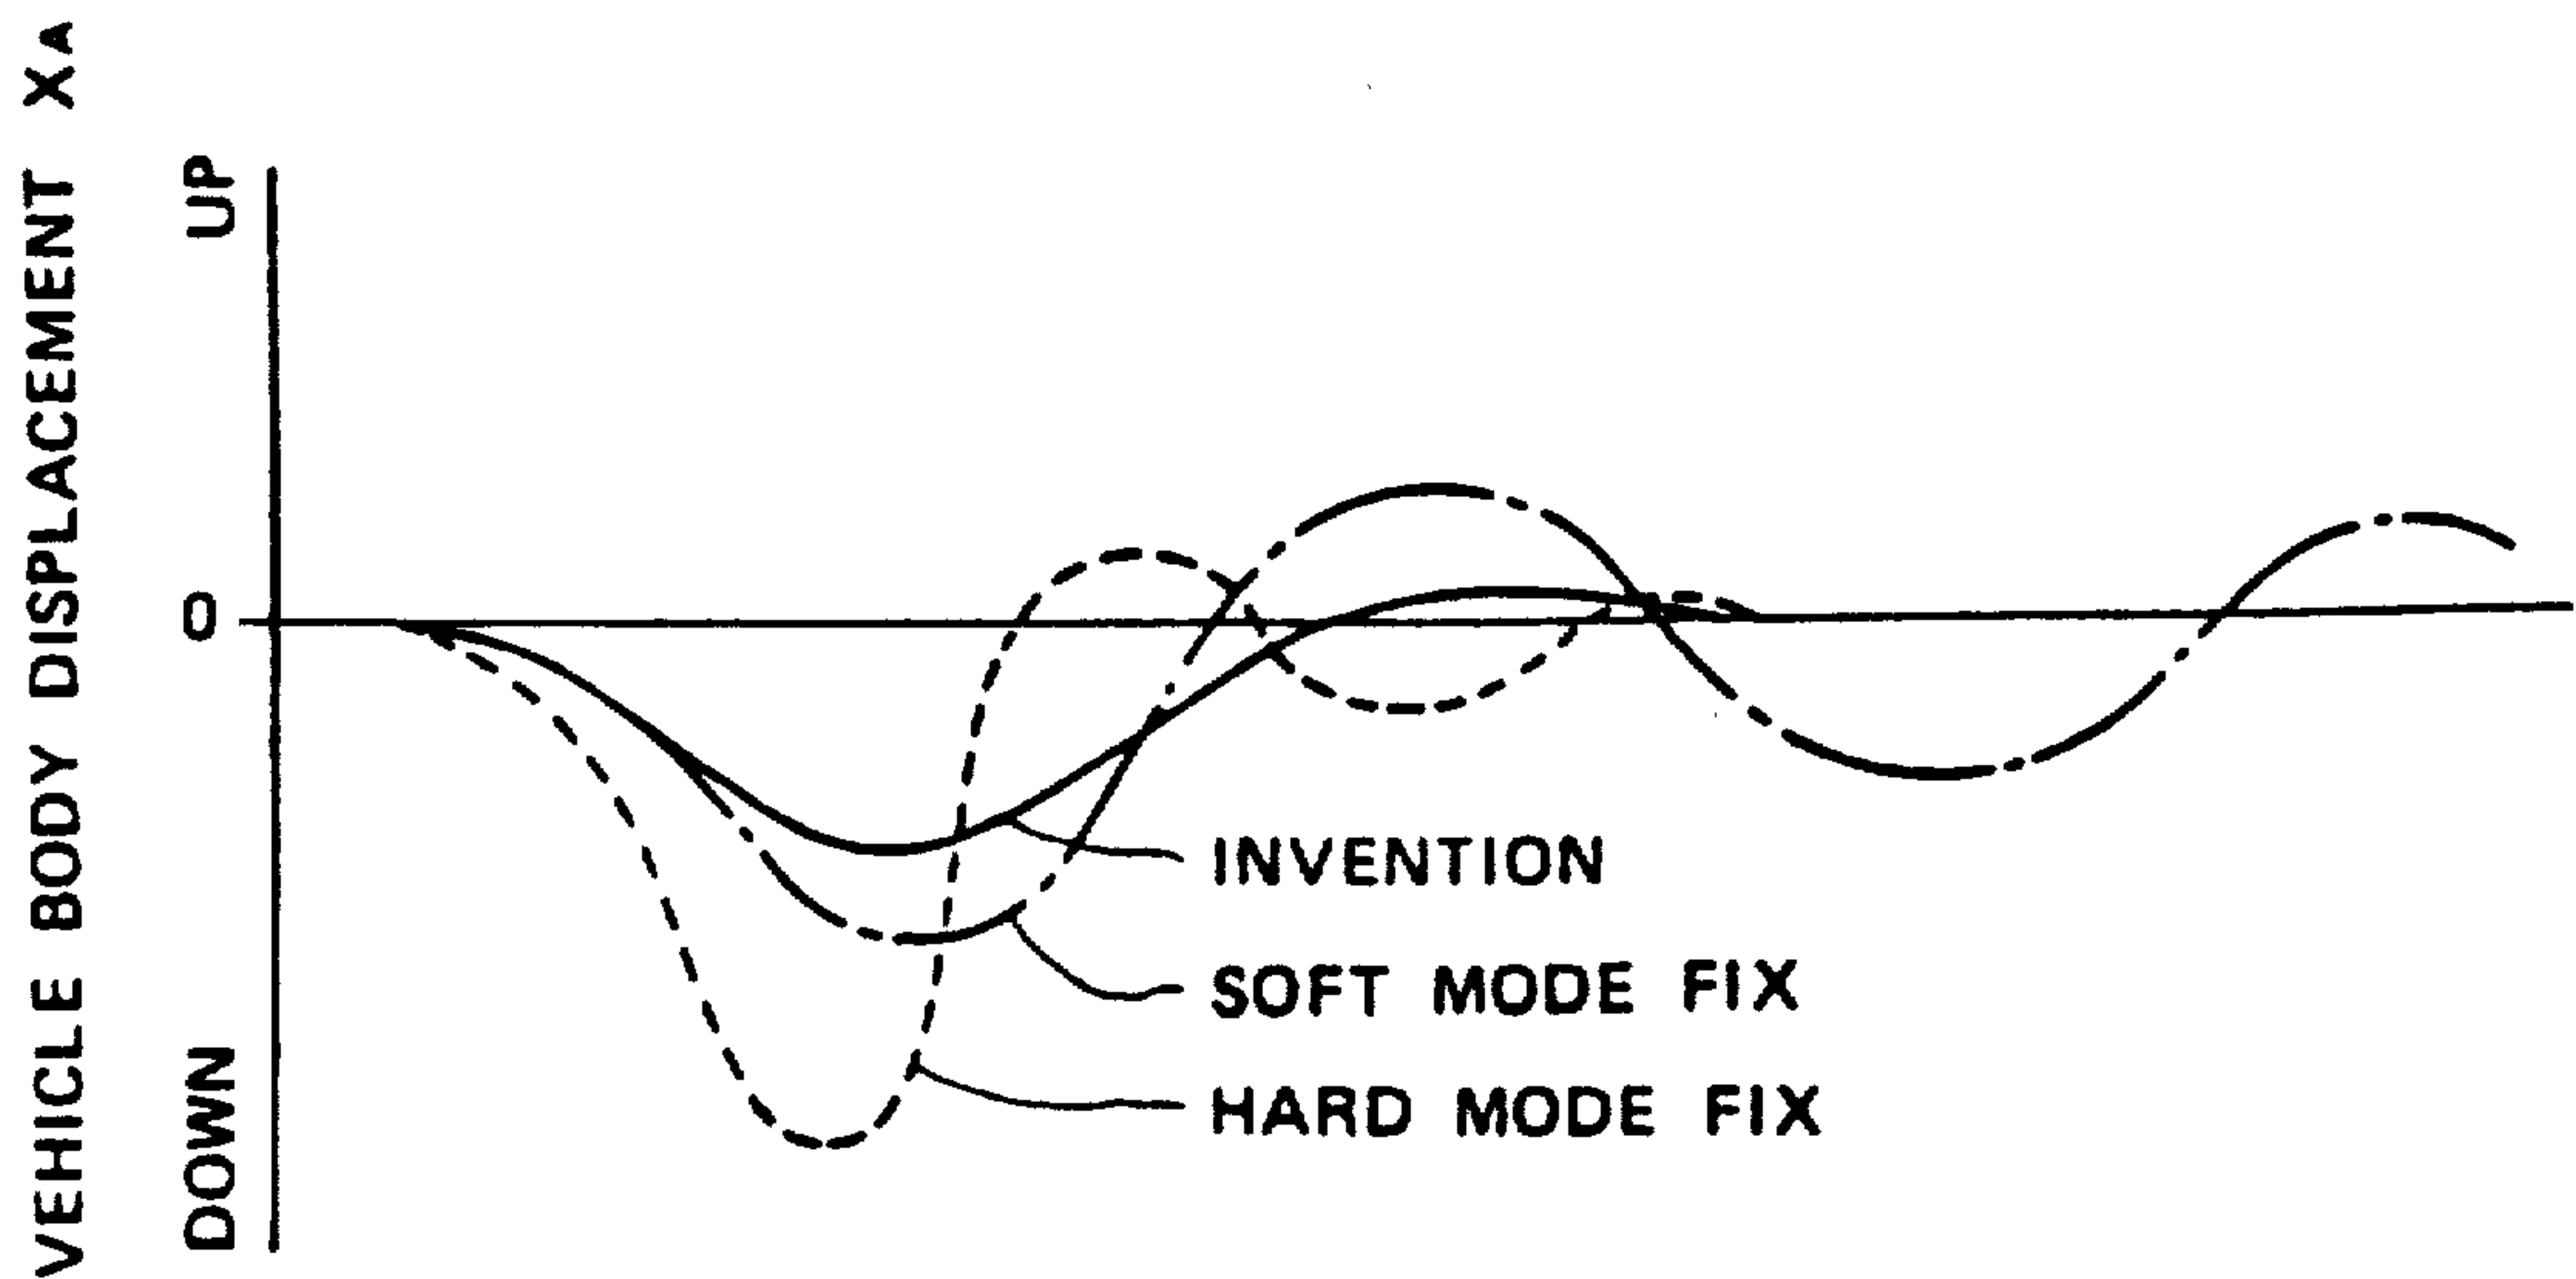 VEHICLE BODY DISPLACEMENT XA
UP
0
DOWN
INVENTION
SOFT MODE FIX
HARD MODE FIX